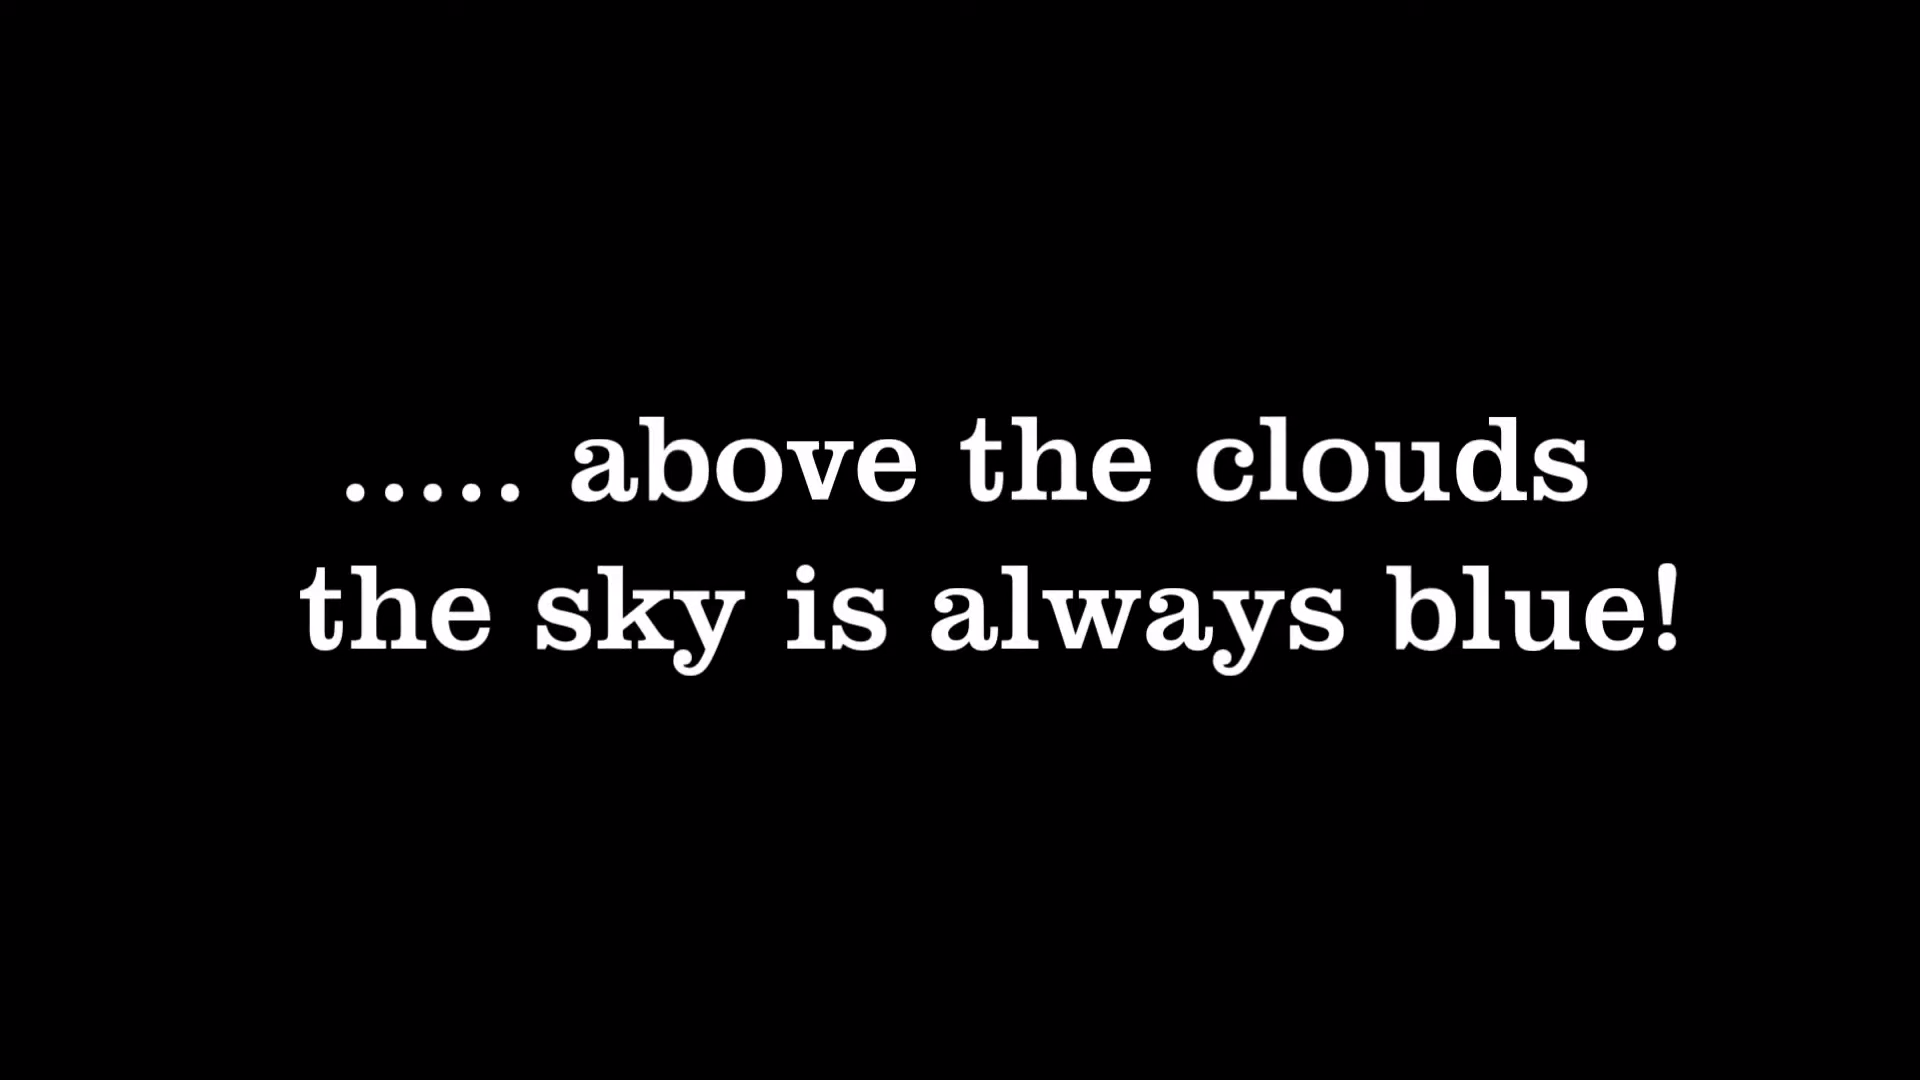 ..... above the clouds
the sky is always blue!